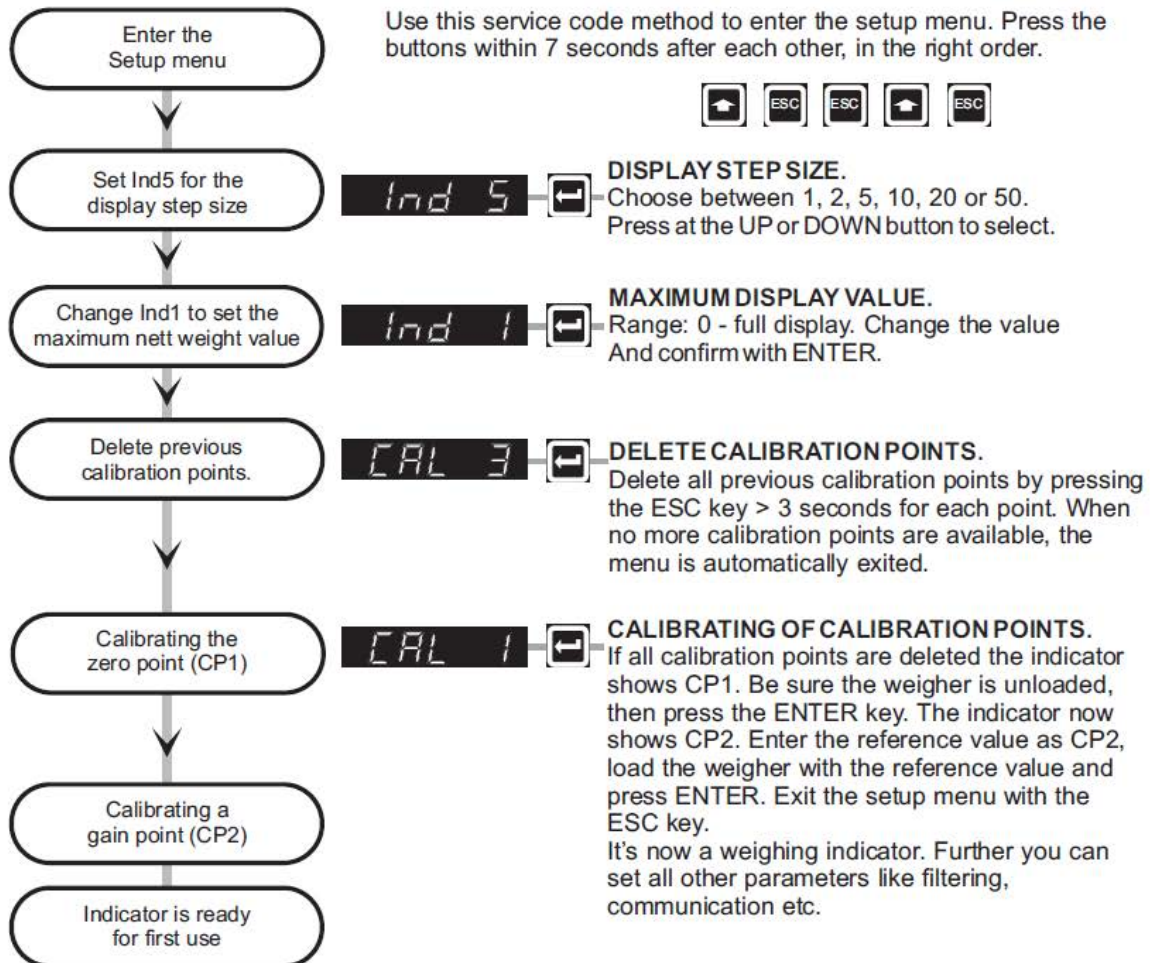 Enter the
Setup menu
Use this service code method to enter the setup menu. Press the
buttons within 7 seconds after each other, in the right order.
ESC ESC ESC
Set Ind5 for the
display step size
Ind 5
DISPLAY STEP SIZE.
Choose between 1, 2, 5, 10, 20 or 50.
Press at the UP or DOWN button to select.
Change Ind1 to set the
maximum nett weight value
Ind 1
MAXIMUM DISPLAY VALUE.
Range: 0 - full display. Change the value
And confirm with ENTER.
Delete previous
calibration points.
CAL 3
DELETE CALIBRATION POINTS.
Delete all previous calibration points by pressing
the ESC key > 3 seconds for each point. When
no more calibration points are available, the
menu is automatically exited.
Calibrating the
zero point (CP1)
CAL 1
CALIBRATING OF CALIBRATION POINTS.
If all calibration points are deleted the indicator
shows CP1. Be sure the weigher is unloaded,
then press the ENTER key. The indicator now
shows CP2. Enter the reference value as CP2,
load the weigher with the reference value and
press ENTER. Exit the setup menu with the
ESC key.
It's now a weighing indicator. Further you can
set all other parameters like filtering,
communication etc.
Calibrating a
gain point (CP2)
Indicator is ready
for first use